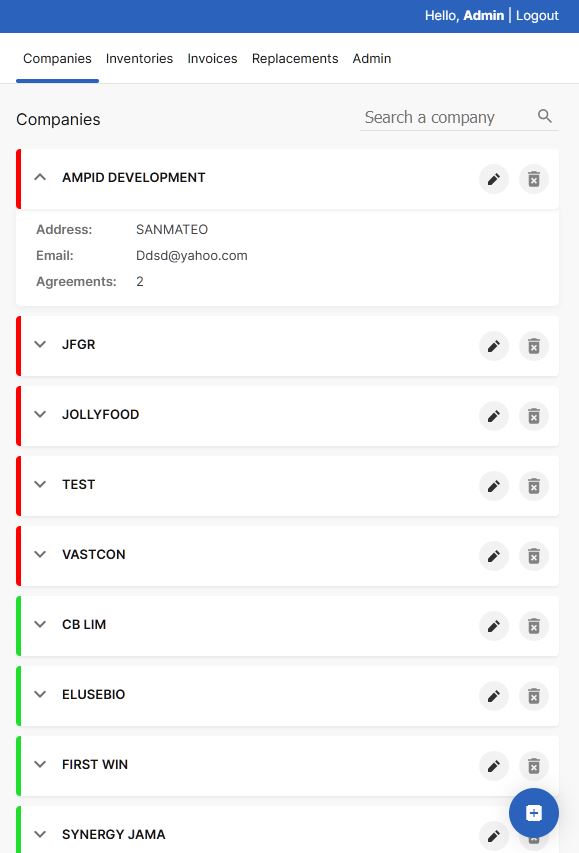 Hello, Admin | Logout
Companies Inventories Invoices Replacements Admin
Companies
Search a company
AMPID DEVELOPMENT
Address: SANMATEO
Email: Ddsd@yahoo.com
Agreements: 2
JFGR
JOLLYFOOD
TEST
VASTCON
CB LIM
ELUSEBIO
FIRST WIN
SYNERGY JAMA